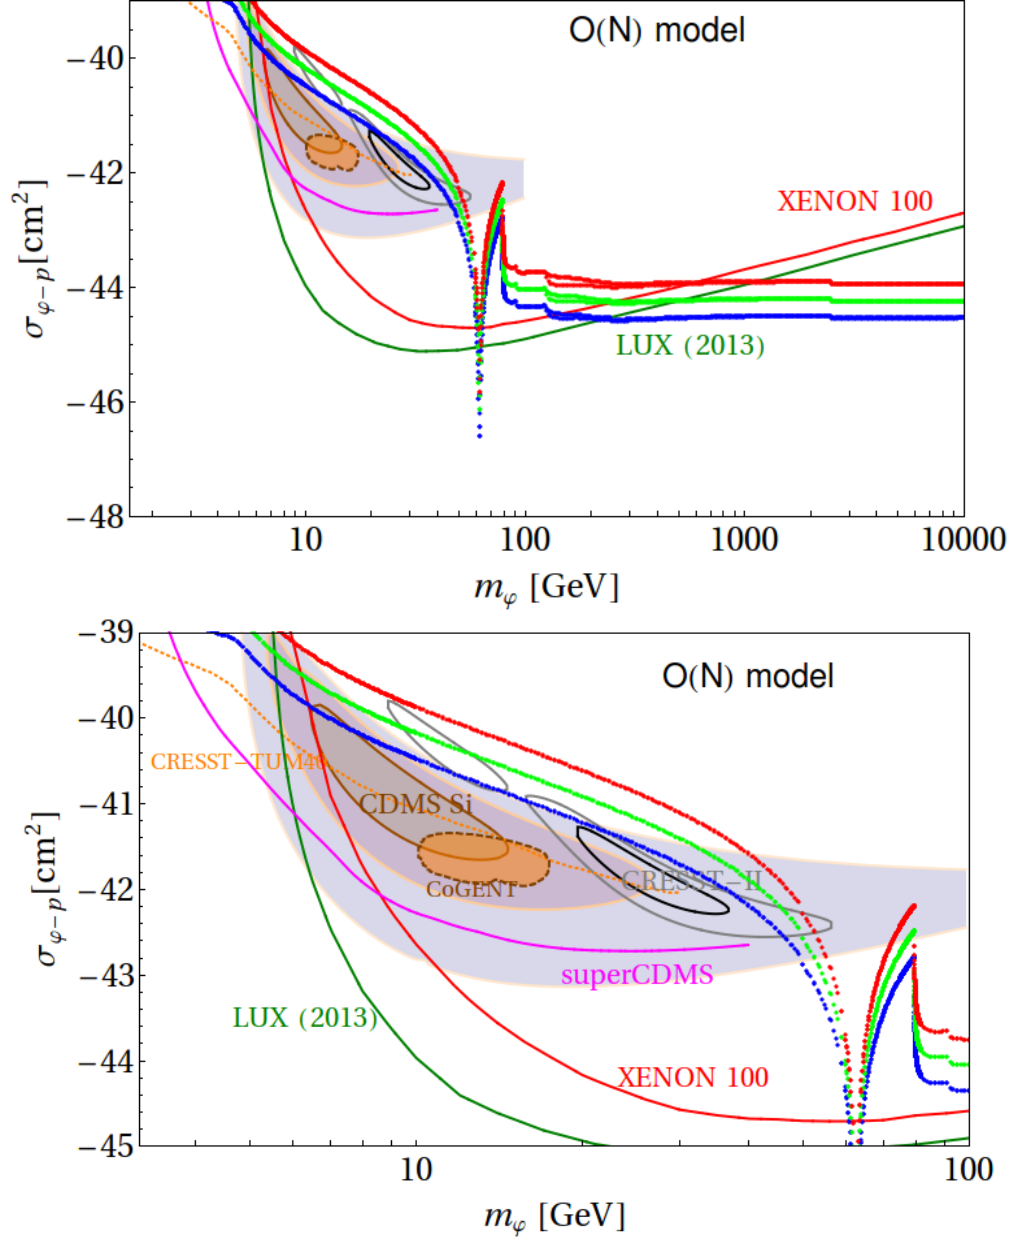 O(N) model
−40
−42
−44
−46
−48
σφ−p[cm²]
XENON 100
LUX (2013)
10
100
1000
10000
mφ [GeV]
−39
−40
−41
−42
−43
−44
−45
σφ−p[cm²]
O(N) model
CRESST−TUM40
CDMS Si
CoGENT
CRESST−II
superCDMS
LUX (2013)
XENON 100
10
100
mφ [GeV]